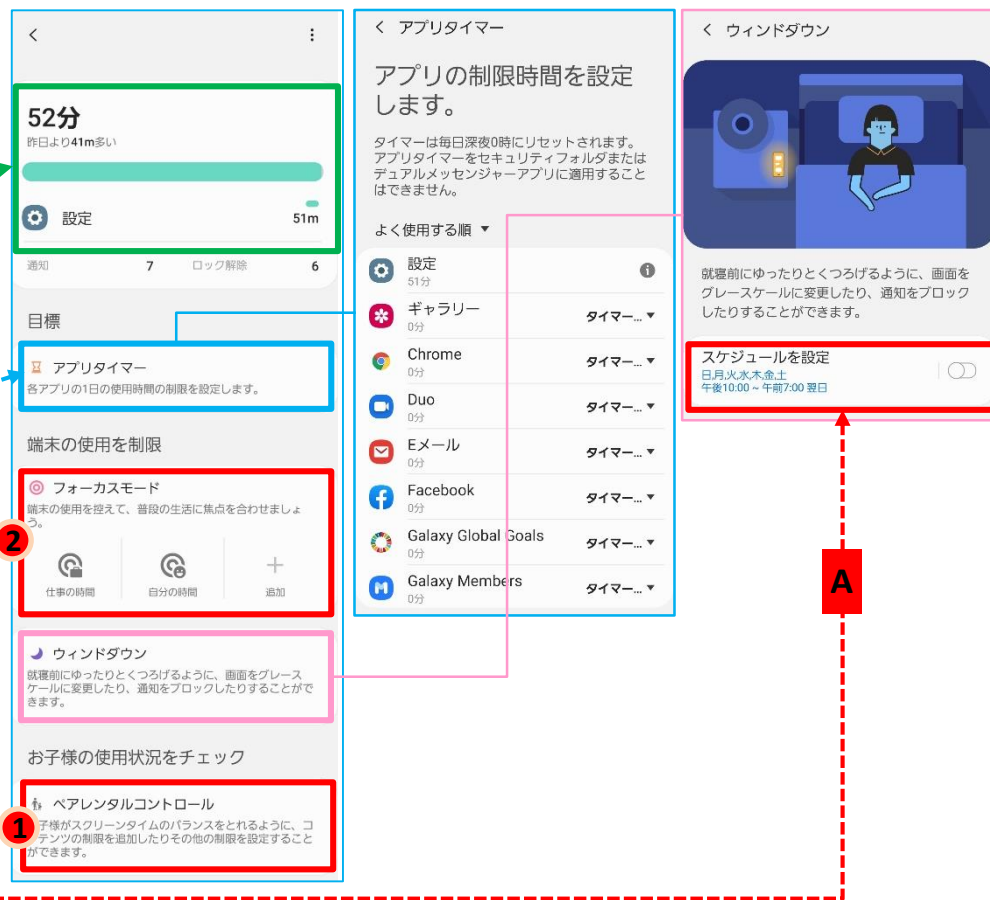 52分
昨日より41m多い
設定
51m
通知 7 ロック解除 6
目標
アプリタイマー
各アプリの1日の使用時間の制限を設定します。
端末の使用を制限
フォーカスモード
端末の使用を控えて、普段の生活に焦点を合わせましょ
う。
2
仕事の時間 自分の時間 追加
ウィンドダウン
就寝前にゆったりとくつろげるように、画面をグレース
ケールに変更したり、通知をブロックしたりすることがで
きます。
お子様の使用状況をチェック
ペアレンタルコントロール
子様がスクリーンタイムのバランスをとれるように、コ
テンツの制限を追加したりその他の制限を設定すること
ができます。
1
アプリタイマー
アプリの制限時間を設定
します。
タイマーは毎日深夜0時にリセットされます。
アプリタイマーをセキュリティフォルダまたは
デュアルメッセンジャーアプリに適用すること
はできません。
よく使用する順 ▼
設定
51分
ギャラリー
0分
タイマー... ▼
Chrome
0分
タイマー... ▼
Duo
0分
タイマー... ▼
Eメール
0分
タイマー... ▼
Facebook
0分
タイマー... ▼
Galaxy Global Goals
0分
タイマー... ▼
Galaxy Members
0分
タイマー... ▼
ウィンドダウン
就寝前にゆったりとくつろげるように、画面を
グレースケールに変更したり、通知をブロック
したりすることができます。
スケジュールを設定
日,月,火,水,木,金,土
午後10:00 ~ 午前7:00 翌日
A